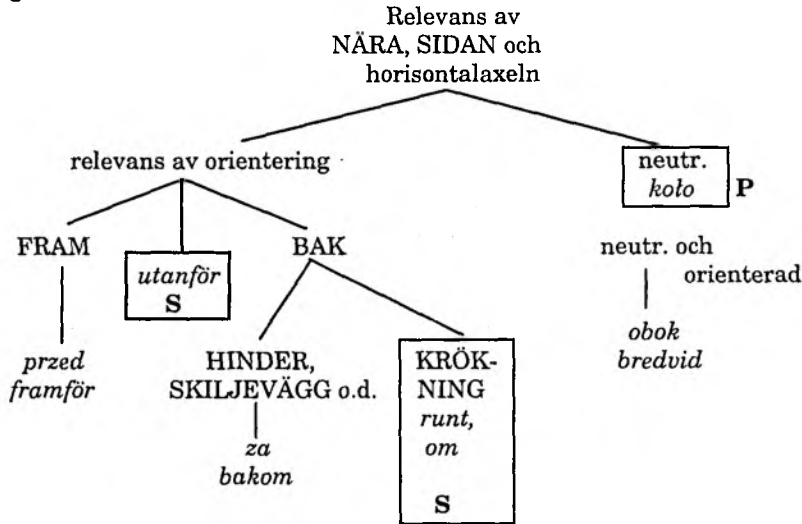 Relevans av
NÄRA, SIDAN och
horisontalaxeln
relevans av orientering
neutr.
koło
P
FRAM
utanför
S
BAK
neutr. och
orienterad
przed
framför
HINDER,
SKILJEVÄGG o.d.
za
bakom
KRÖK-
NING
runt,
om
S
obok
bredvid